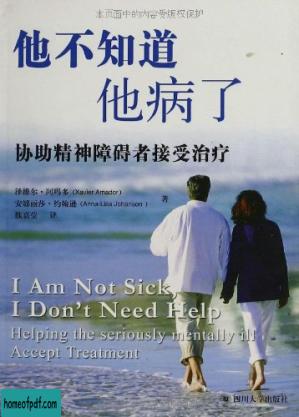 本页面中的内容受版权保护
他不知道
他病了
协助精神障碍者接受治疗
泽维尔·阿玛多(Xavier Amador)
安娜丽莎·约翰逊(Anna-Lisa Johanson)
著
魏嘉莹 译
I Am Not Sick,
I Don't Need Help
Helping the seriously mentally ill
Accept Treatment
homeofpdf.com
四川大学出版社